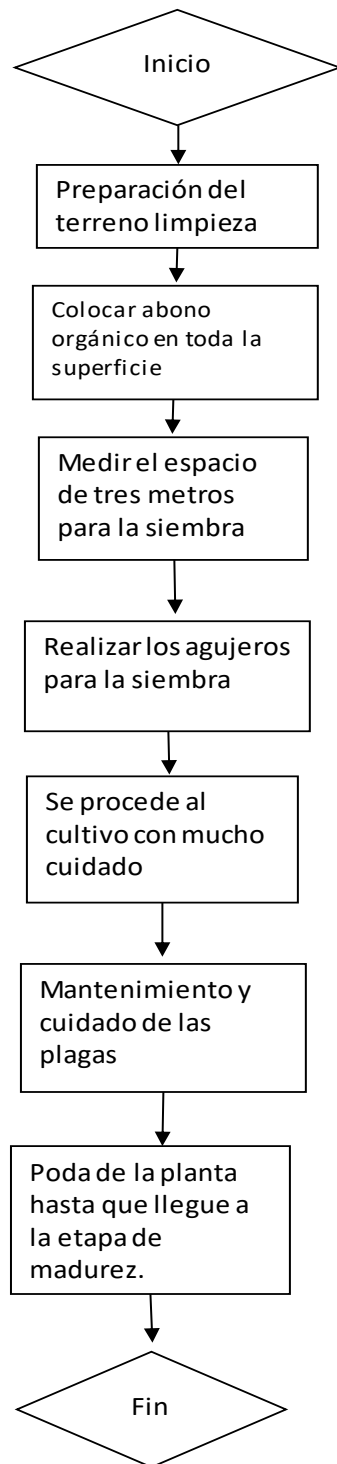 Inicio
Preparación del
terreno limpieza
Colocar abono
orgánico en toda la
superficie
Medir el espacio
de tres metros
para la siembra
Realizar los agujeros
para la siembra
Se procede al
cultivo con mucho
cuidado
Mantenimiento y
cuidado de las
plagas
Poda de la planta
hasta que llegue a
la etapa de
madurez.
Fin